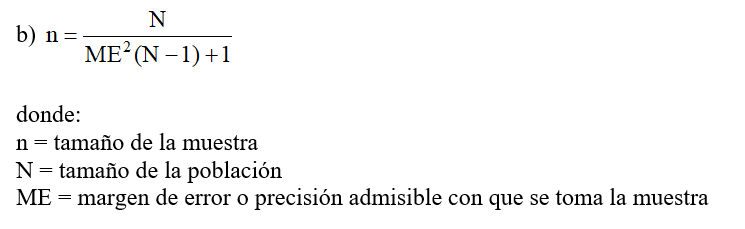 b) n = N / ME²(N − 1) + 1
donde:
n = tamaño de la muestra
N = tamaño de la población
ME = margen de error o precisión admisible con que se toma la muestra